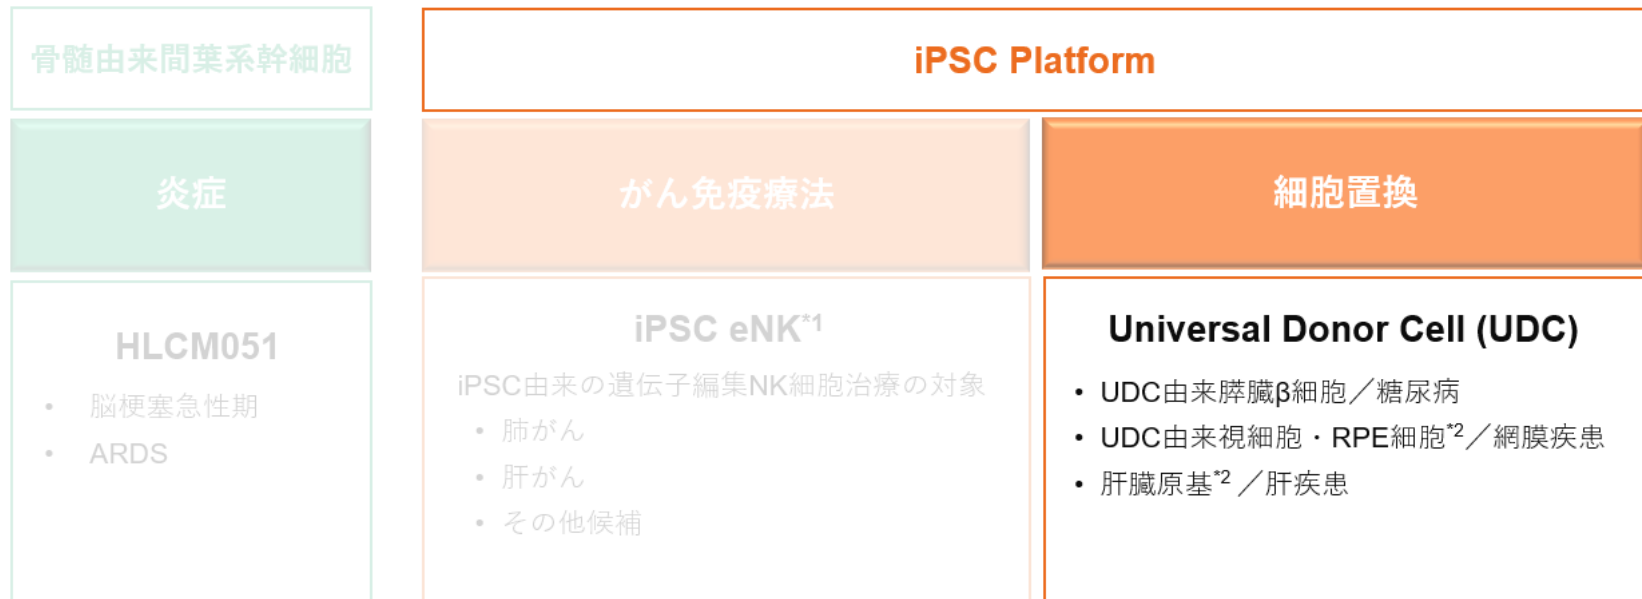 骨髄由来間葉系幹細胞
iPSC Platform
炎症
がん免疫療法
細胞置換
HLCM051
• 脳梗塞急性期
• ARDS
iPSC eNK*1
iPSC由来の遺伝子編集NK細胞治療の対象
• 肺がん
• 肝がん
• その他候補
Universal Donor Cell (UDC)
• UDC由来膵臓β細胞／糖尿病
• UDC由来視細胞・RPE細胞*2／網膜疾患
• 肝臓原基*2 ／肝疾患